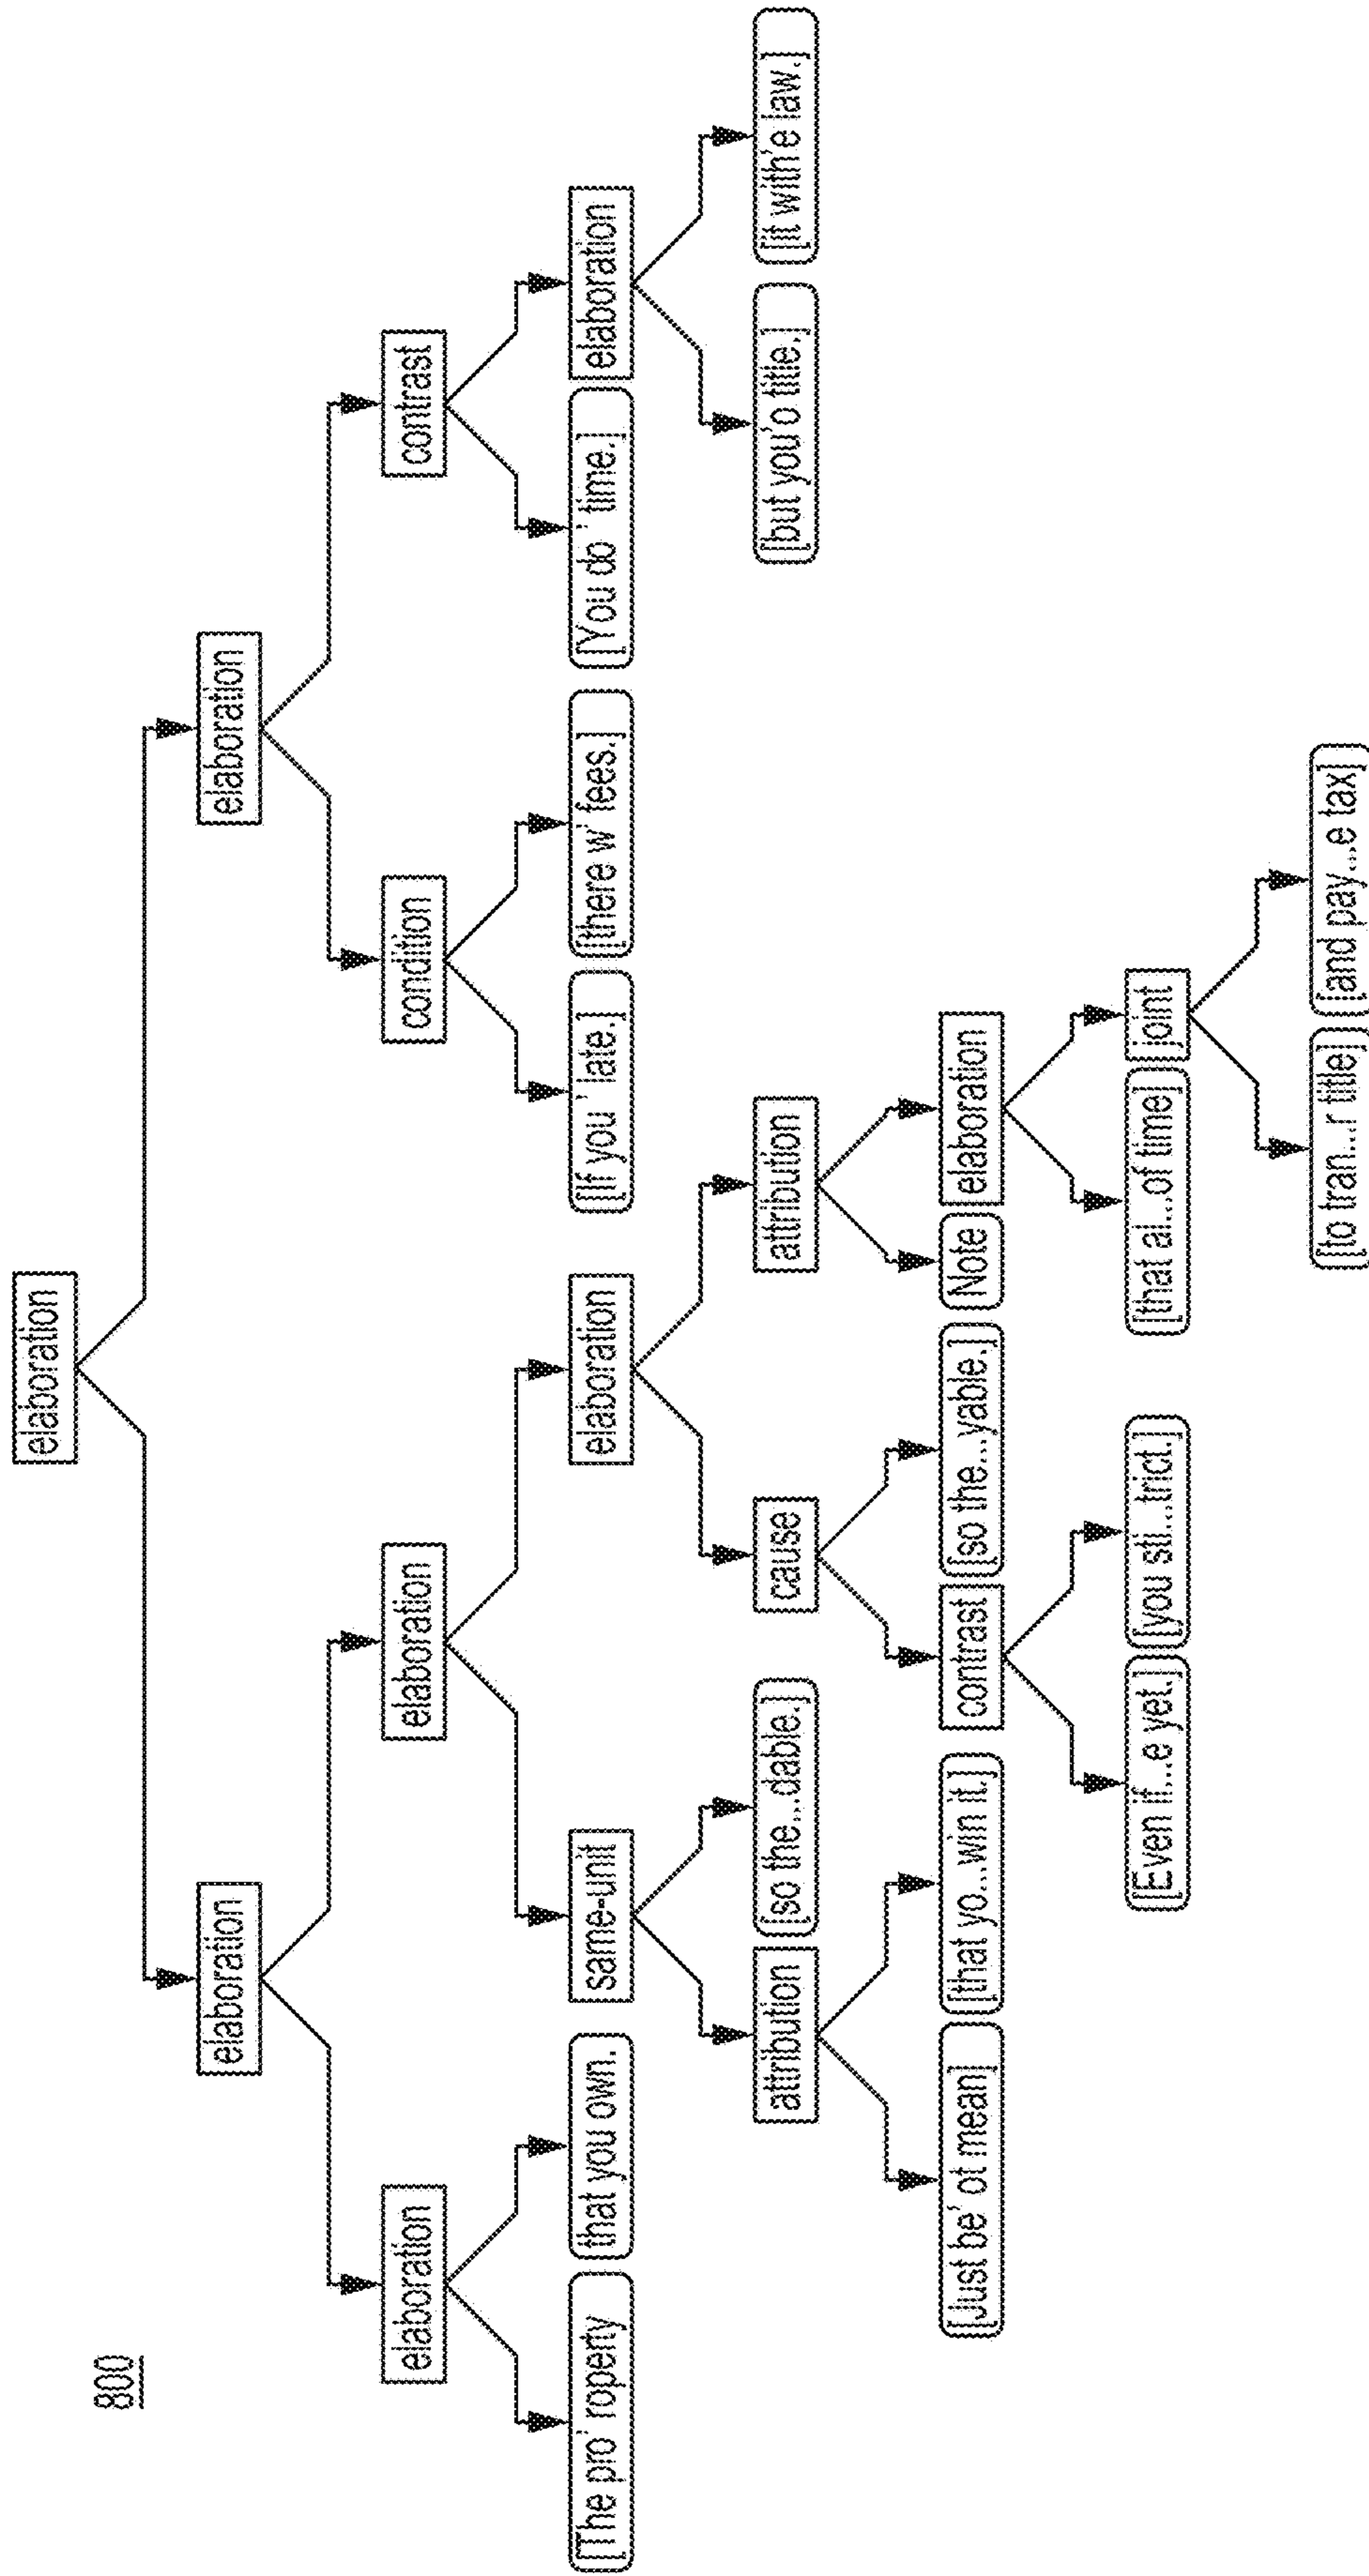 800
elaboration
elaboration
elaboration
elaboration
elaboration
condition
contrast
[The pro' roperty
that you own.
same-unit
elaboration
[If you ' late.]
[there w' fees.]
[You do ' time.]
elaboration
attribution
[so the...dable.]
cause
attribution
[but you'o title.]
[it with'e law.]
[Just be' ot mean]
[that yo...win it.]
contrast
[so the...yable.]
Note
elaboration
[Even if...e yet.]
[you sti...trict.]
[that al...of time]
joint
[to tran...r title]
[and pay...e tax]